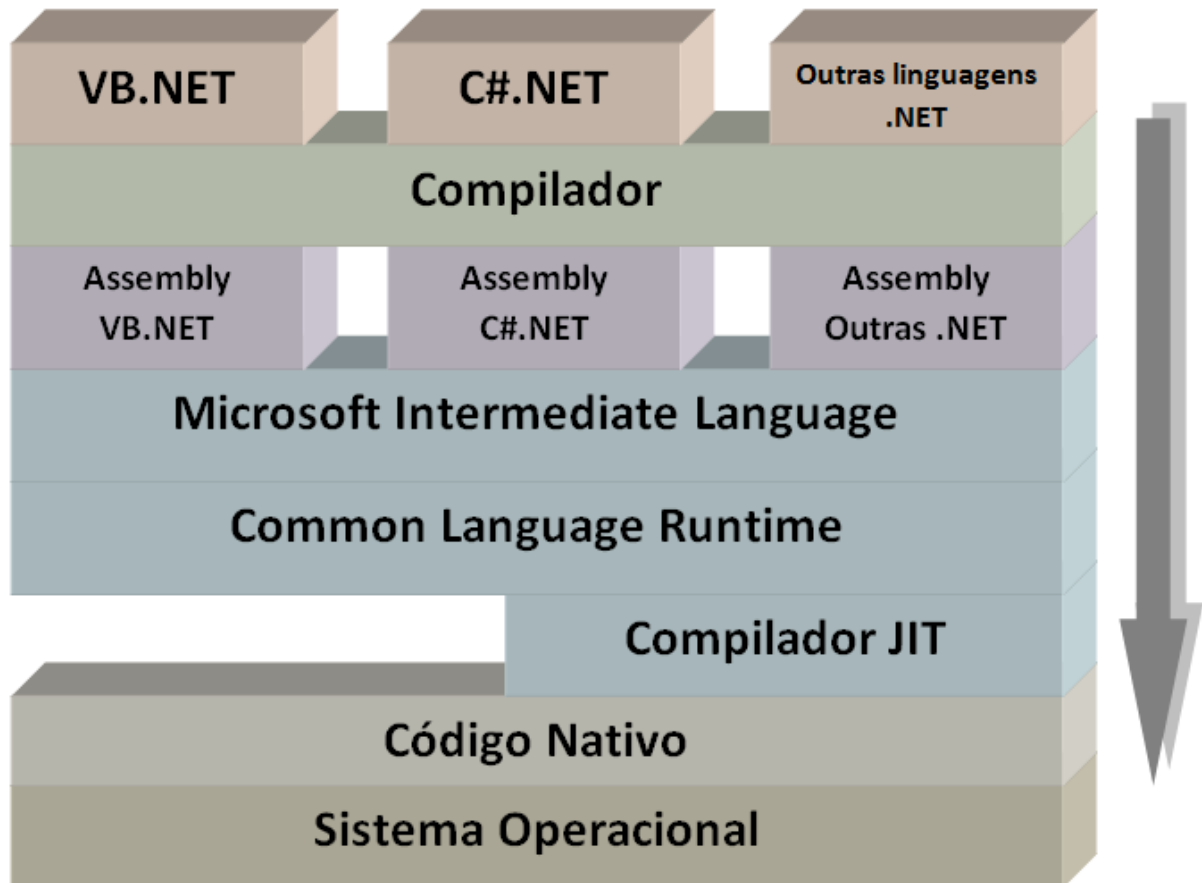 VB.NET
C#.NET
Outras linguagens
.NET
Compilador
Assembly
VB.NET
Assembly
C#.NET
Assembly
Outras .NET
Microsoft Intermediate Language
Common Language Runtime
Compilador JIT
Código Nativo
Sistema Operacional